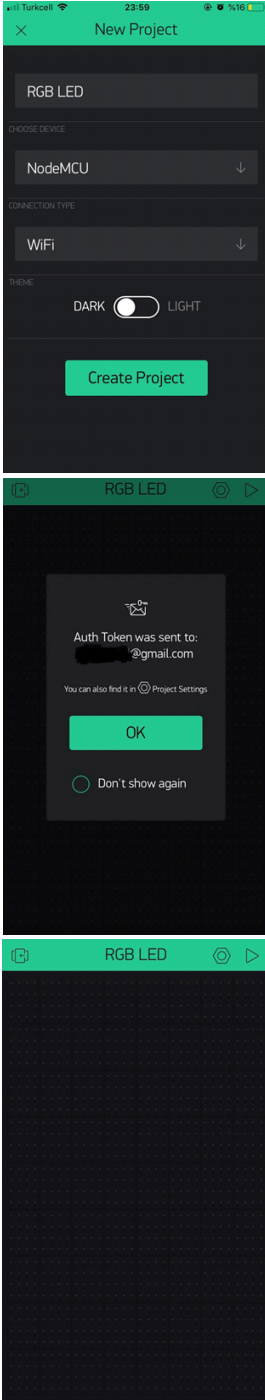 Turkcell 23:59 %16
New Project
RGB LED
CHOOSE DEVICE
NodeMCU
CONNECTION TYPE
WiFi
THEME
DARK LIGHT
Create Project
RGB LED
Auth Token was sent to:
@gmail.com
You can also find it in Project Settings
OK
Don't show again
RGB LED